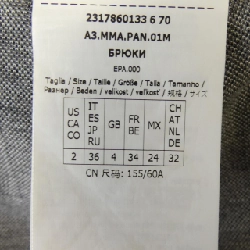 2317860133 6 70
A3.MMA.PAN.01M
БРЮКИ
EPA.000
Taglia / Size / Taille / Größe / Talla / Tamanho /
Размер / Beden / velikost / veľkosť / 规格 / サイズ
US CA CO
IT ES JP RU
GB
FR BE
MX
CH AT NL DE
2 36 4 34 24 32
CN 尺码: 155/60A